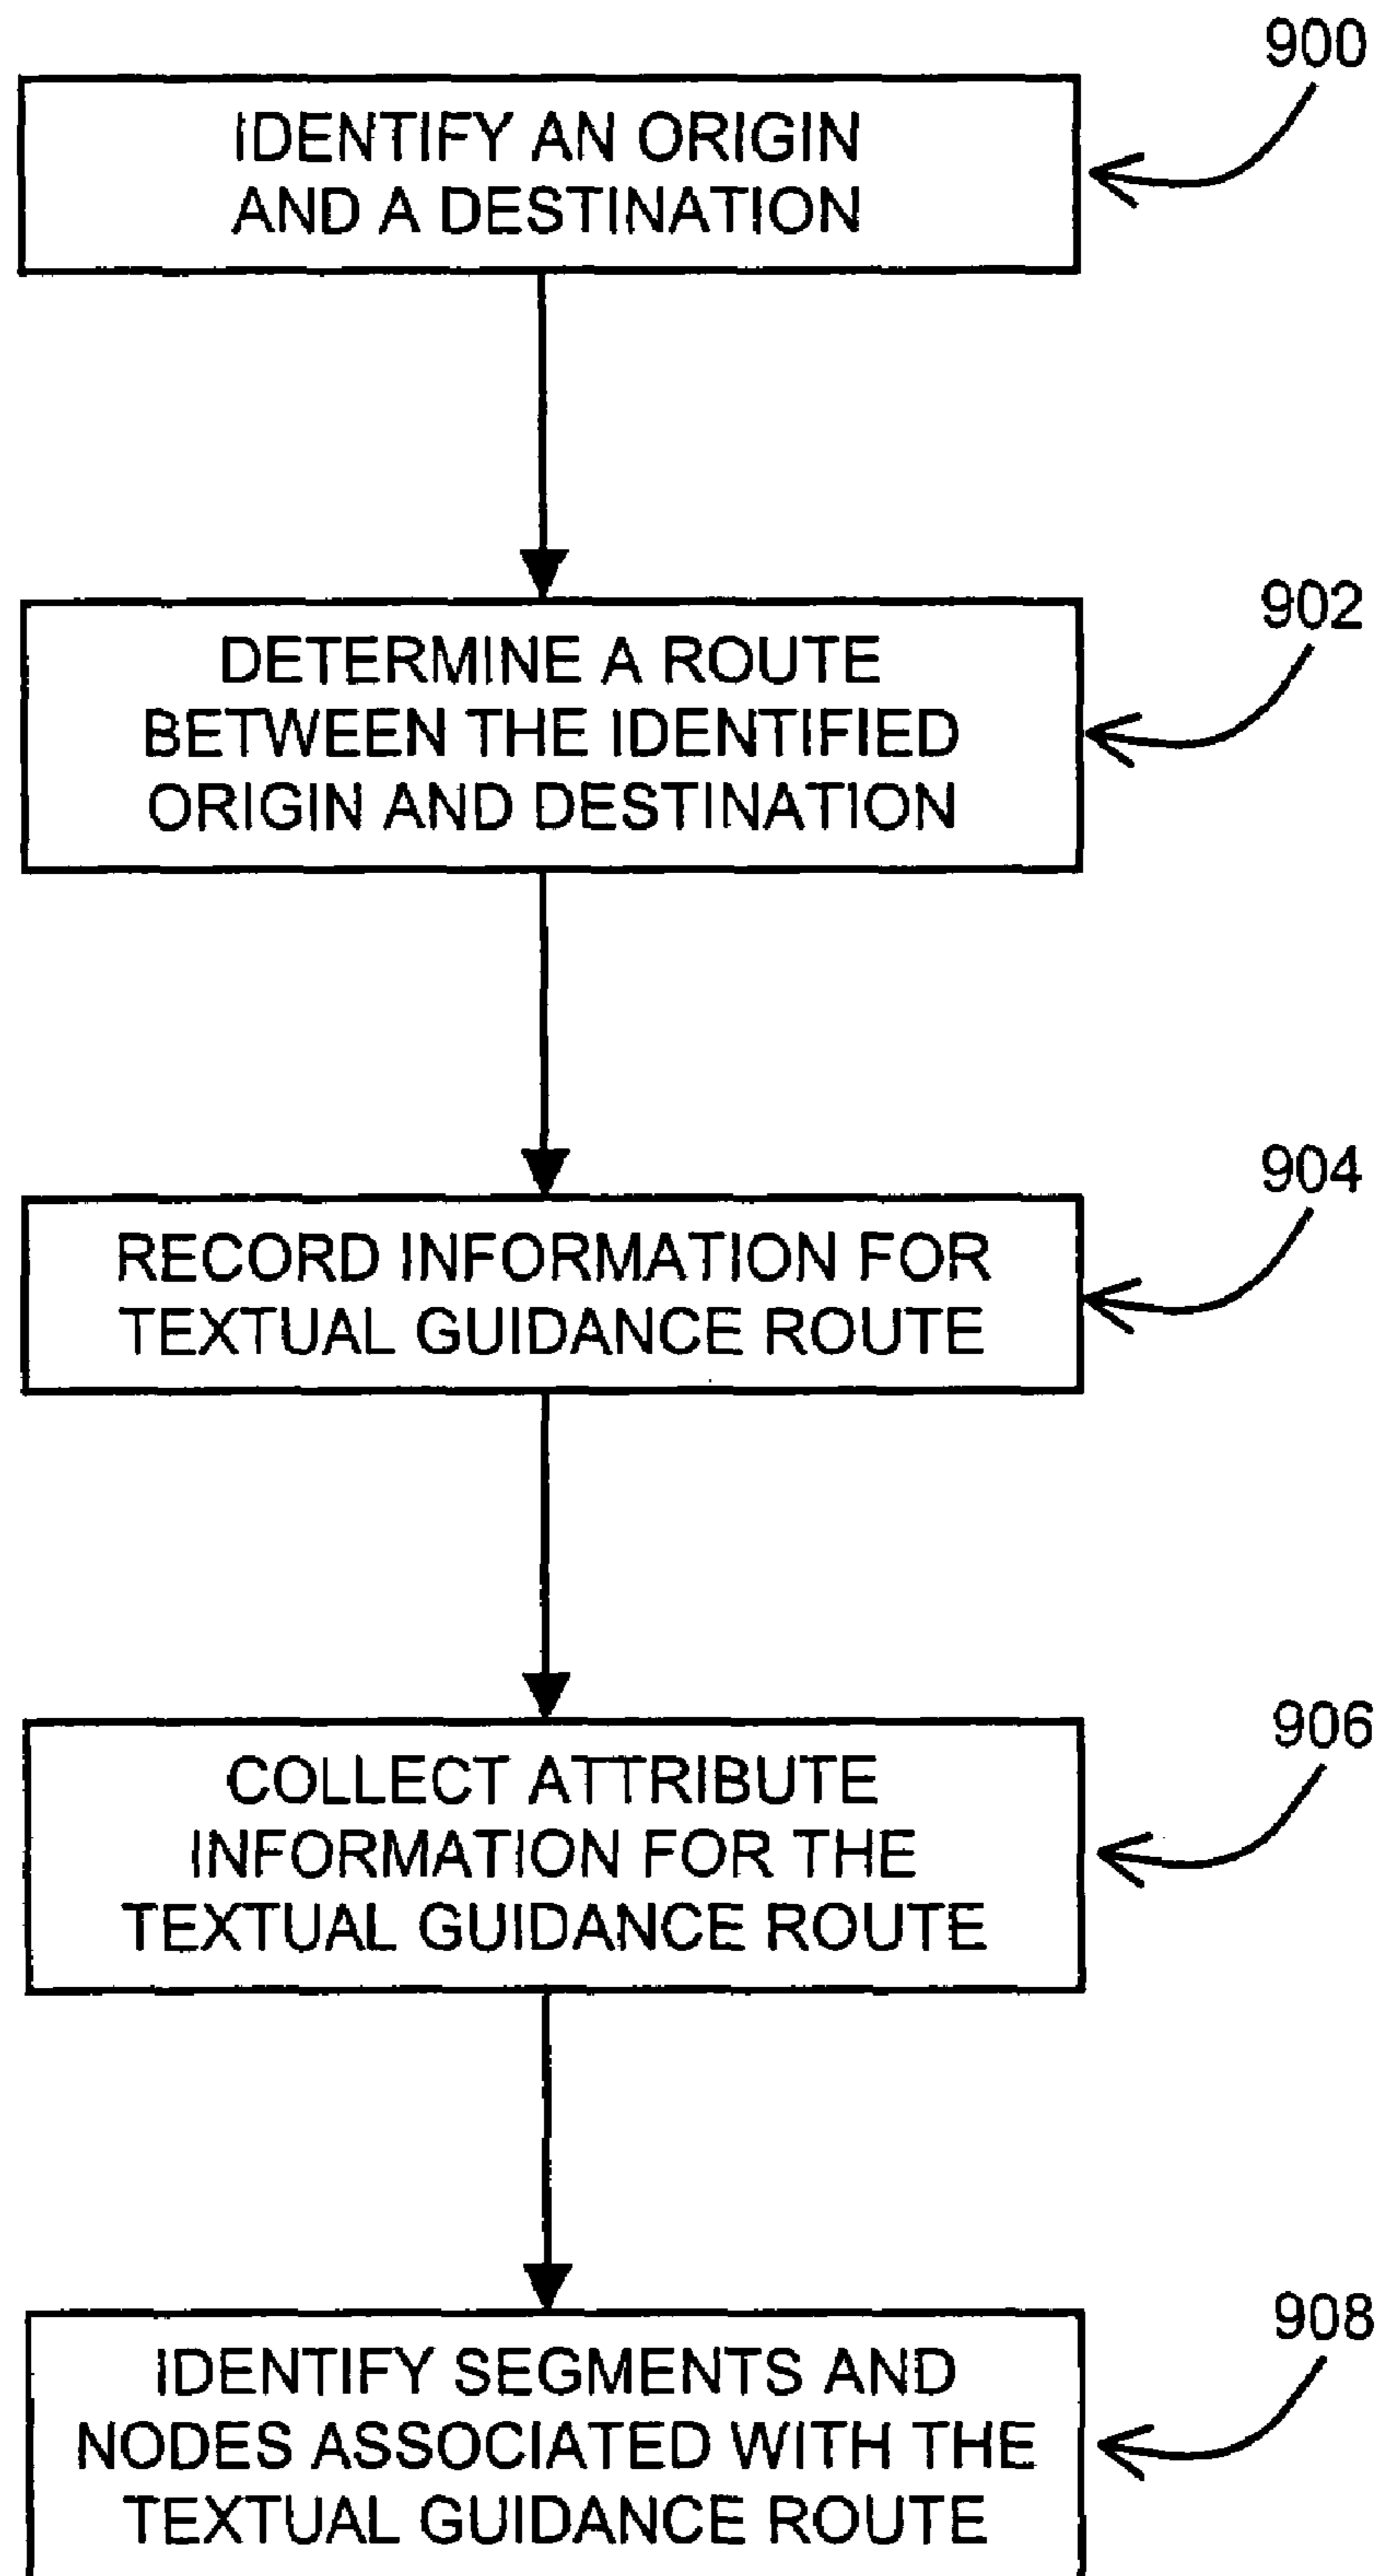 900
IDENTIFY AN ORIGIN
AND A DESTINATION
902
DETERMINE A ROUTE
BETWEEN THE IDENTIFIED
ORIGIN AND DESTINATION
904
RECORD INFORMATION FOR
TEXTUAL GUIDANCE ROUTE
906
COLLECT ATTRIBUTE
INFORMATION FOR THE
TEXTUAL GUIDANCE ROUTE
908
IDENTIFY SEGMENTS AND
NODES ASSOCIATED WITH THE
TEXTUAL GUIDANCE ROUTE